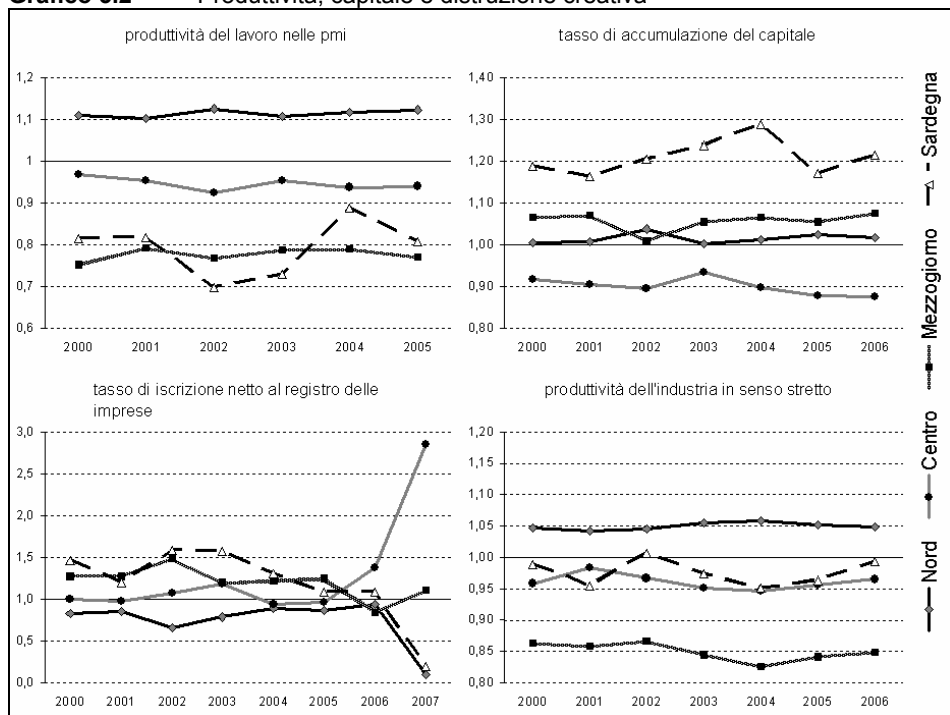 Grafico Produttività, capitale e distruzione creativa
produttività del lavoro nelle pmi
1,2
1,1
1
0,9
0,8
0,7
0,6
2000 2001 2002 2003 2004 2005
tasso di accumulazione del capitale
1,40
1,30
1,20
1,10
1,00
0,90
0,80
2000 2001 2002 2003 2004 2005 2006
tasso di iscrizione netto al registro delle
imprese
3,0
2,5
2,0
1,5
1,0
0,5
0,0
2000 2001 2002 2003 2004 2005 2006 2007
produttività dell'industria in senso stretto
1,20
1,15
1,10
1,05
1,00
0,95
0,90
0,85
0,80
2000 2001 2002 2003 2004 2005 2006
Nord Centro Mezzogiorno Sardegna